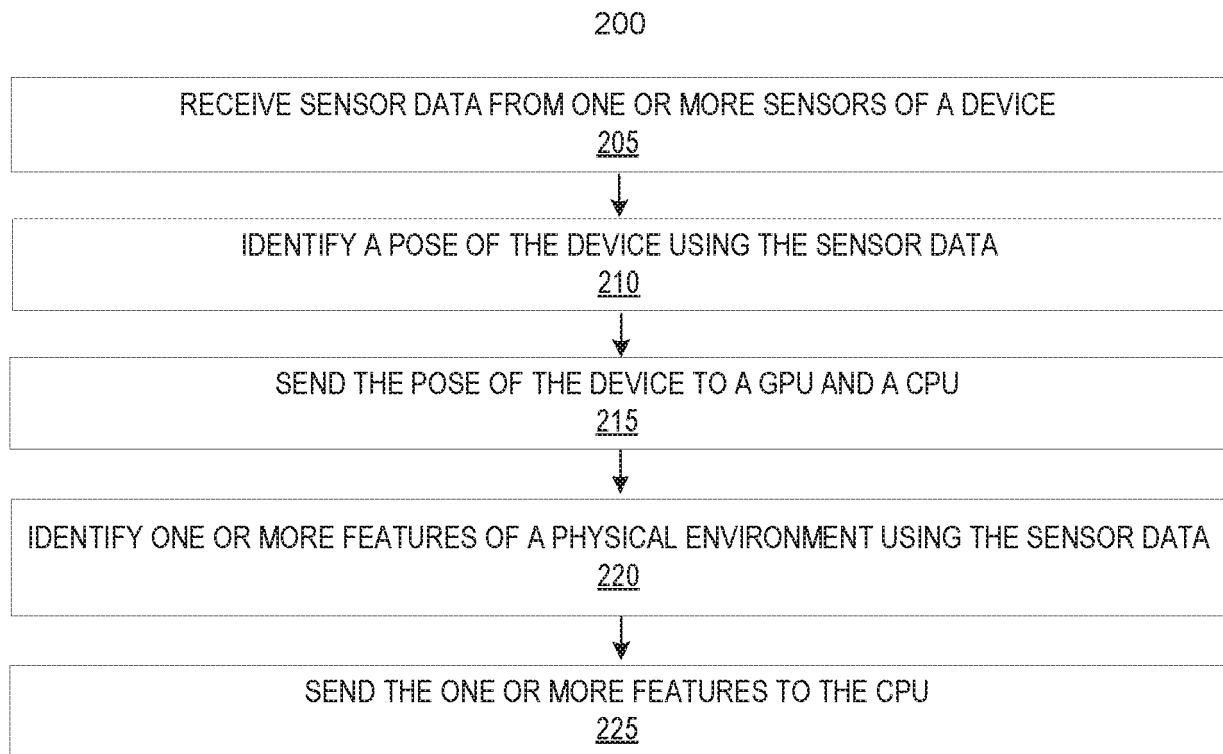 200
RECEIVE SENSOR DATA FROM ONE OR MORE SENSORS OF A DEVICE
205
IDENTIFY A POSE OF THE DEVICE USING THE SENSOR DATA
210
SEND THE POSE OF THE DEVICE TO A GPU AND A CPU
215
IDENTIFY ONE OR MORE FEATURES OF A PHYSICAL ENVIRONMENT USING THE SENSOR DATA
220
SEND THE ONE OR MORE FEATURES TO THE CPU
225